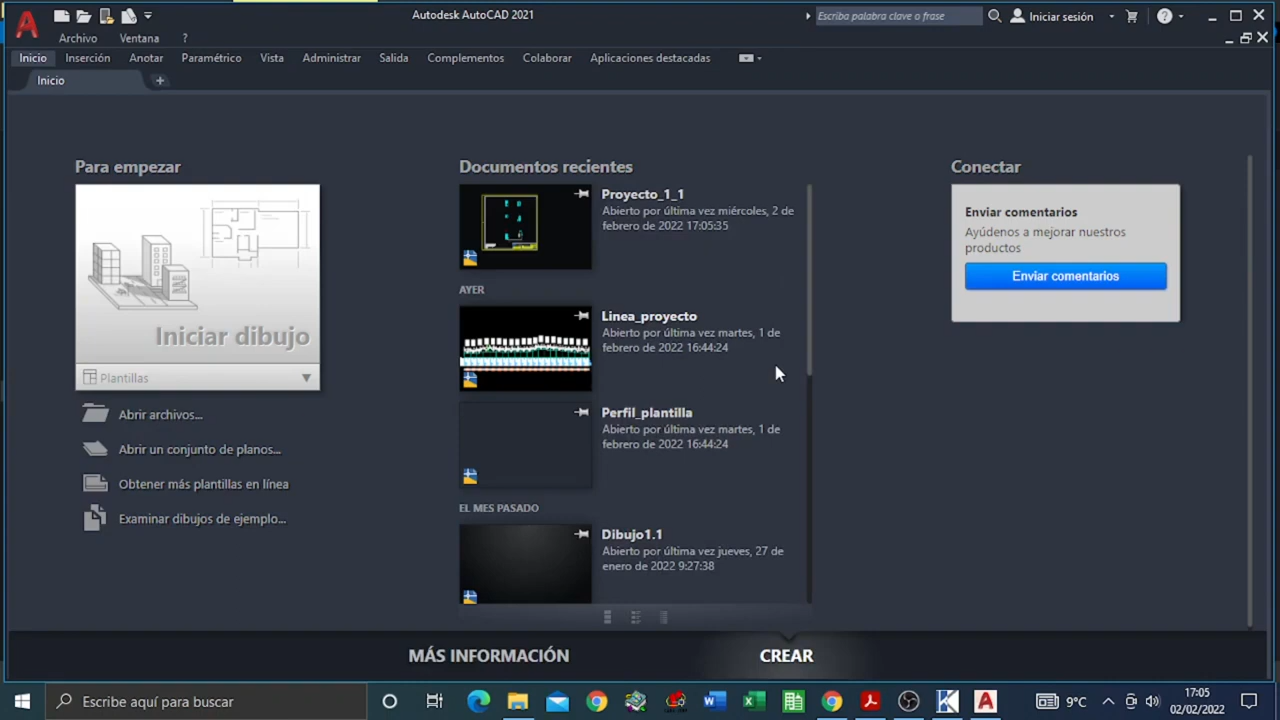 Autodesk AutoCAD 2021
Escriba palabra clave o frase
Iniciar sesión
Archivo Ventana ?
Inicio Inserción Anotar Paramétrico Vista Administrar Salida Complementos Colaborar Aplicaciones destacadas
Inicio
Para empezar
Iniciar dibujo
Plantillas
Abrir archivos...
Abrir un conjunto de planos...
Obtener más plantillas en línea
Examinar dibujos de ejemplo...
Documentos recientes
Proyecto_1_1
Abierto por última vez miércoles, 2 de
febrero de 2022 17:05:35
AYER
Linea_proyecto
Abierto por última vez martes, 1 de
febrero de 2022 16:44:24
Perfil_plantilla
Abierto por última vez martes, 1 de
febrero de 2022 16:44:24
EL MES PASADO
Dibujo1.1
Abierto por última vez jueves, 27 de
enero de 2022 9:27:38
Conectar
Enviar comentarios
Ayúdenos a mejorar nuestros
productos
Enviar comentarios
MÁS INFORMACIÓN
CREAR
Escribe aquí para buscar
9°C
17:05
02/02/2022